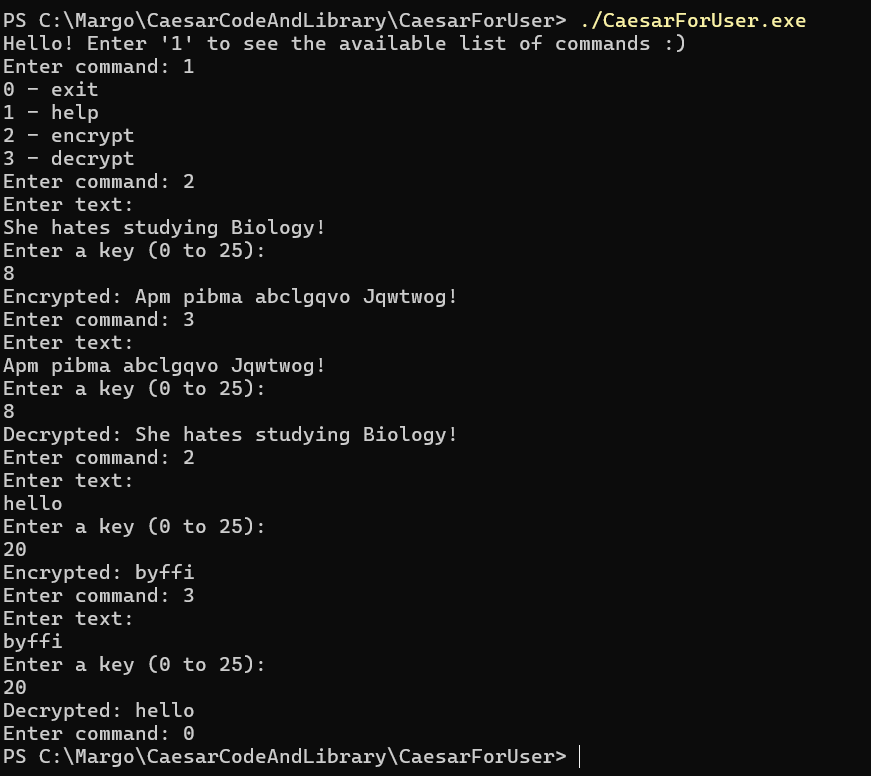 PS C:\Margo\CaesarCodeAndLibrary\CaesarForUser> ./CaesarForUser.exe
Hello! Enter '1' to see the available list of commands :)
Enter command: 1
0 – exit
1 – help
2 – encrypt
3 – decrypt
Enter command: 2
Enter text:
She hates studying Biology!
Enter a key (0 to 25):
8
Encrypted: Apm pibma abclgqvo Jqwtwog!
Enter command: 3
Enter text:
Apm pibma abclgqvo Jqwtwog!
Enter a key (0 to 25):
8
Decrypted: She hates studying Biology!
Enter command: 2
Enter text:
hello
Enter a key (0 to 25):
20
Encrypted: byffi
Enter command: 3
Enter text:
byffi
Enter a key (0 to 25):
20
Decrypted: hello
Enter command: 0
PS C:\Margo\CaesarCodeAndLibrary\CaesarForUser>